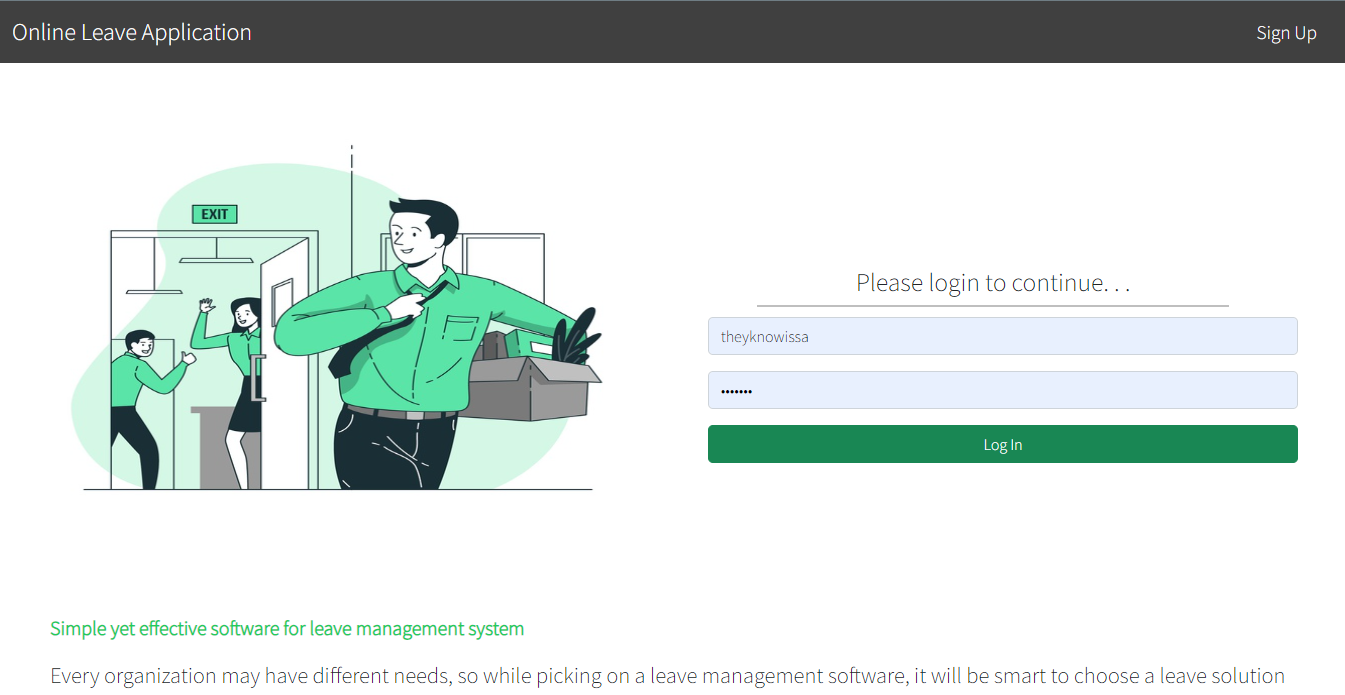 Online Leave Application
Sign Up
EXIT
Please login to continue. . .
theyknowissa
•••••••
Log In
Simple yet effective software for leave management system
Every organization may have different needs, so while picking on a leave management software, it will be smart to choose a leave solution